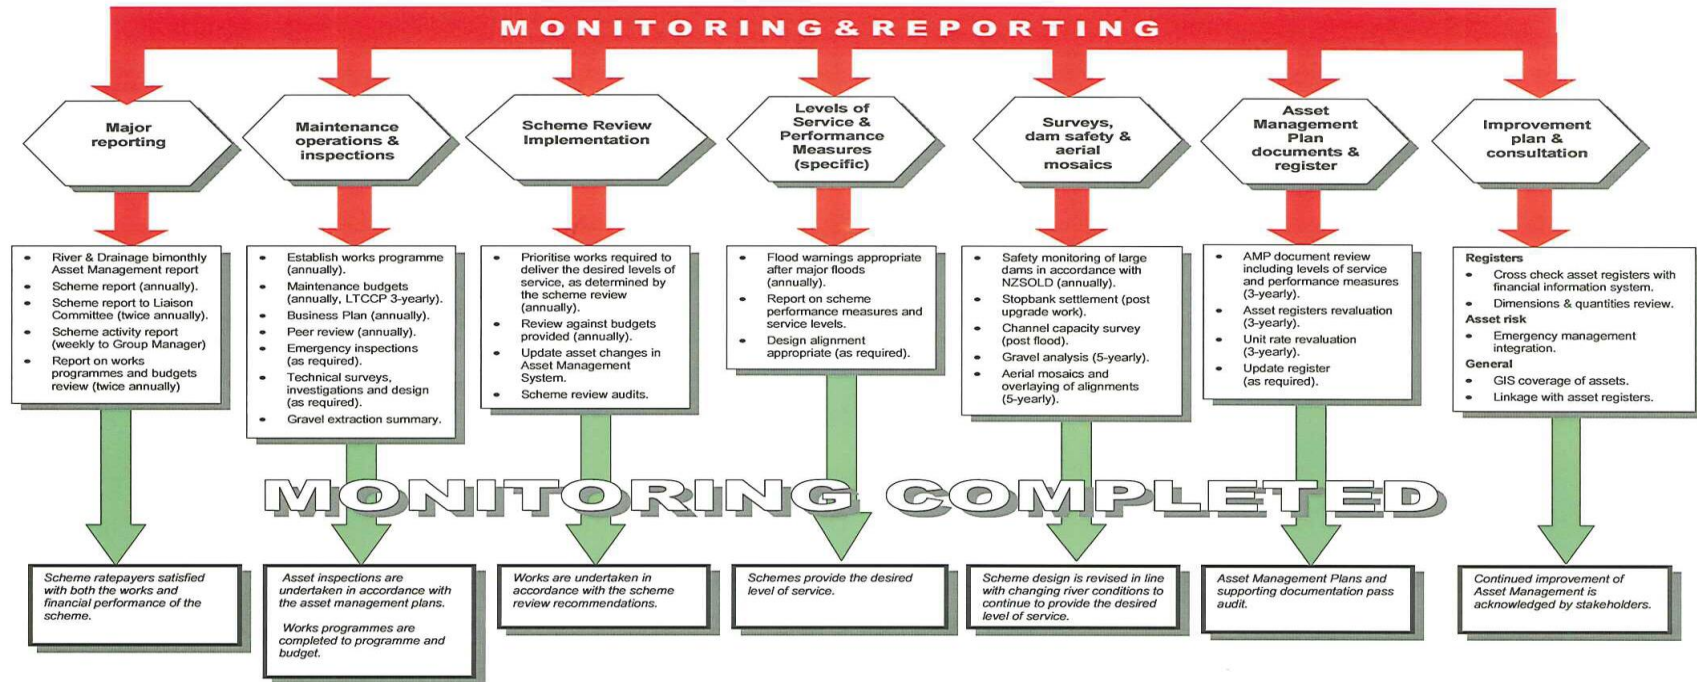 MONITORING&REPORTING
Major
reporting
Maintenance
operations &
inspections
Scheme Review
Implementation
Levels of
Service &
Performance
Measures
(specific)
Surveys,
dam safety &
aerial
mosaics
Asset
Management
Plan
documents &
register
Improvement
plan &
consultation
• River & Drainage bimonthly
Asset Management report
• Scheme report (annually).
• Scheme report to Liaison
Committee (twice annually).
• Scheme activity report
(weekly to Group Manager)
• Report on works
programmes and budgets
review (twice annually)
• Establish works programme
(annually).
• Maintenance budgets
(annually, LTCCP 3-yearly).
• Business Plan (annually).
• Peer review (annually).
• Emergency inspections
(as required).
• Technical surveys,
investigations and design
(as required).
• Gravel extraction summary.
• Prioritise works required to
deliver the desired levels of
service, as determined by
the scheme review
(annually).
• Review against budgets
provided (annually).
• Update asset changes in
Asset Management
System.
• Scheme review audits.
• Flood warnings appropriate
after major floods
(annually).
• Report on scheme
performance measures and
service levels.
• Design alignment
appropriate (as required).
• Safety monitoring of large
dams in accordance with
NZSOLD (annually).
• Stopbank settlement (post
upgrade work).
• Channel capacity survey
(post flood).
• Gravel analysis (5-yearly).
• Aerial mosaics and
overlaying of alignments
(5-yearly).
• AMP document review
including levels of service
and performance measures
(3-yearly).
• Asset registers revaluation
(3-yearly).
• Unit rate revaluation
(3-yearly).
• Update register
(as required).
Registers
• Cross check asset registers with
financial information system.
• Dimensions & quantities review.
Asset risk
• Emergency management
integration.
General
• GIS coverage of assets.
• Linkage with asset registers.
MONITORING COMPLETED
Scheme ratepayers satisfied
with both the works and
financial performance of the
scheme.
Asset inspections are
undertaken in accordance with
the asset management plans.
Works programmes are
completed to programme and
budget.
Works are undertaken in
accordance with the scheme
review recommendations.
Schemes provide the desired
level of service.
Scheme design is revised in line
with changing river conditions to
continue to provide the desired
level of service.
Asset Management Plans and
supporting documentation pass
audit.
Continued improvement of
Asset Management is
acknowledged by stakeholders.